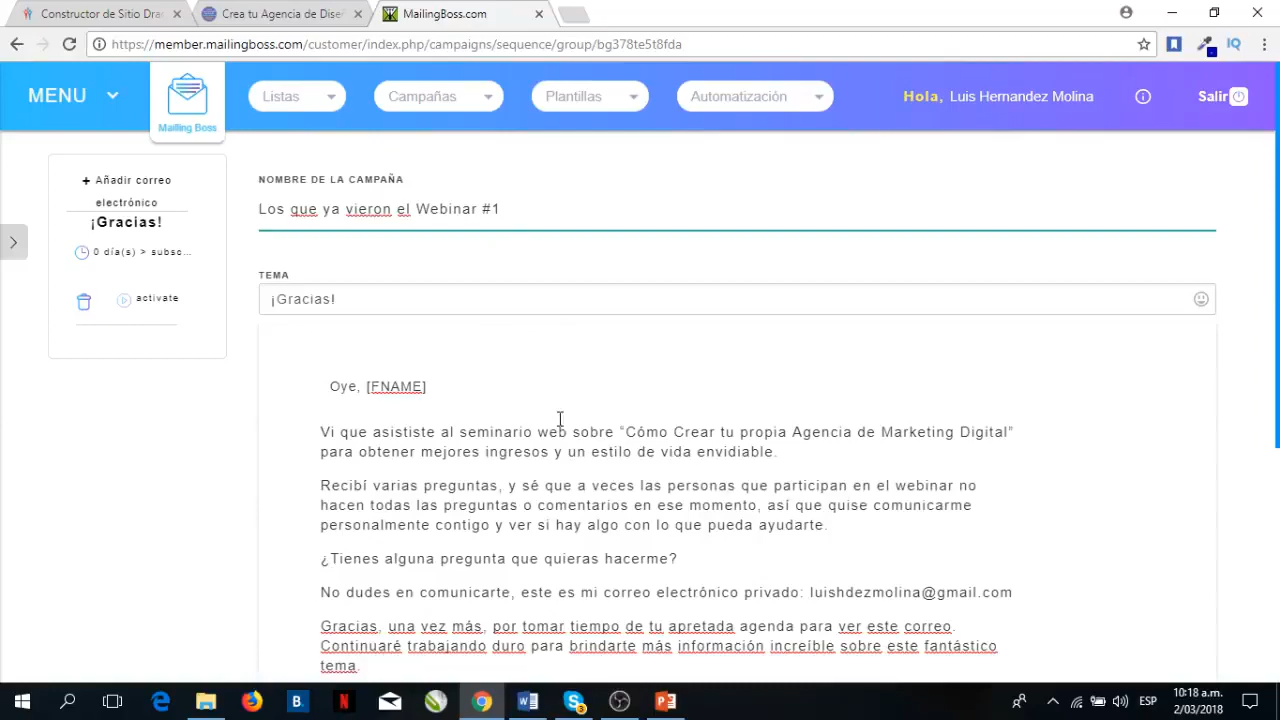 Constructor de Sitio Dra
Crea tu Agencia de Dise
MailingBoss.com
https://member.mailingboss.com/customer/index.php/campaigns/sequence/group/bg378te5t8fda
MENU
Mailling Boss
Listas
Campañas
Plantillas
Automatización
Hola, Luis Hernandez Molina
Salir
+ Añadir correo
electrónico
¡Gracias!
0 día(s) > subsc...
activate
NOMBRE DE LA CAMPAÑA
Los que ya vieron el Webinar #1
TEMA
¡Gracias!
Oye, [FNAME]
Vi que asististe al seminario web sobre “Cómo Crear tu propia Agencia de Marketing Digital”
para obtener mejores ingresos y un estilo de vida envidiable.
Recibí varias preguntas, y sé que a veces las personas que participan en el webinar no
hacen todas las preguntas o comentarios en ese momento, así que quise comunicarme
personalmente contigo y ver si hay algo con lo que pueda ayudarte.
¿Tienes alguna pregunta que quieras hacerme?
No dudes en comunicarte, este es mi correo electrónico privado: luishdezmolina@gmail.com
Gracias, una vez más, por tomar tiempo de tu apretada agenda para ver este correo.
Continuaré trabajando duro para brindarte más información increíble sobre este fantástico
tema.
ESP
10:18 a.m.
2/03/2018